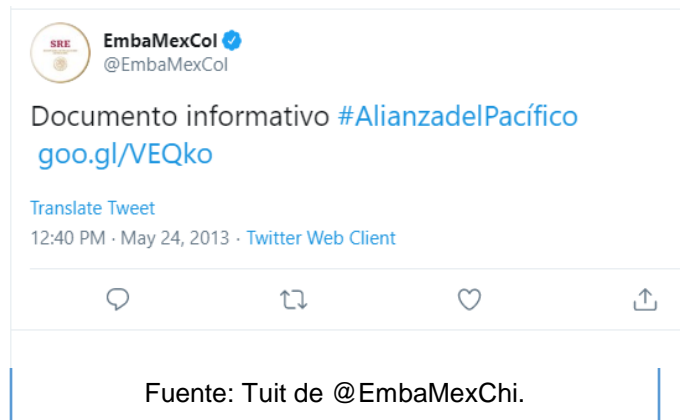 SRE
EmbaMexCol
@EmbaMexCol
Documento informativo #AlianzadelPacífico
goo.gl/VEQko
Translate Tweet
12:40 PM · May 24, 2013 · Twitter Web Client
Fuente: Tuit de @EmbaMexChi.